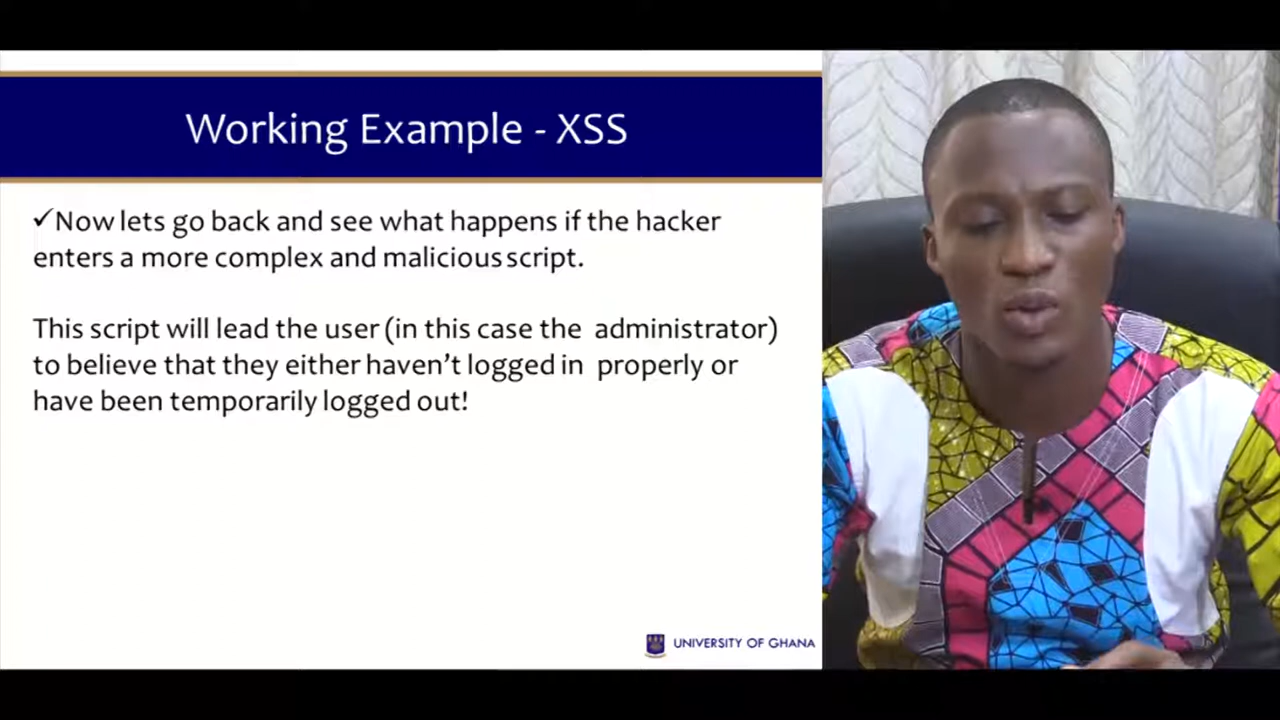 Working Example - XSS
✓Now lets go back and see what happens if the hacker
enters a more complex and malicious script.
This script will lead the user (in this case the administrator)
to believe that they either haven't logged in properly or
have been temporarily logged out!
UNIVERSITY OF GHANA